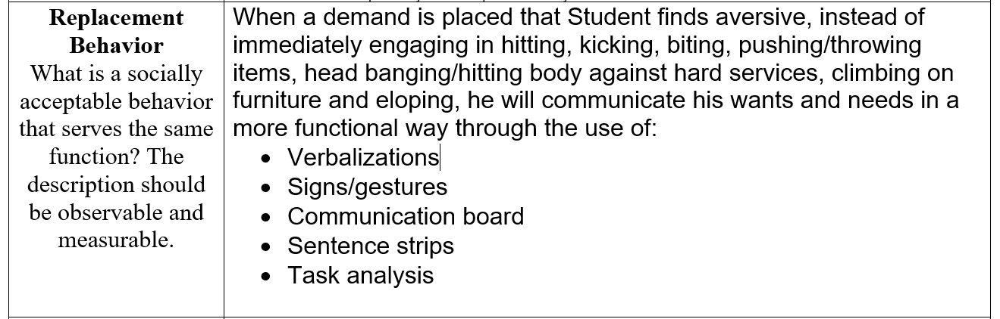 Replacement
Behavior
What is a socially
acceptable behavior
that serves the same
function? The
description should
be observable and
measurable.
When a demand is placed that Student finds aversive, instead of
immediately engaging in hitting, kicking, biting, pushing/throwing
items, head banging/hitting body against hard services, climbing on
furniture and eloping, he will communicate his wants and needs in a
more functional way through the use of:
• Verbalizations
• Signs/gestures
• Communication board
• Sentence strips
• Task analysis